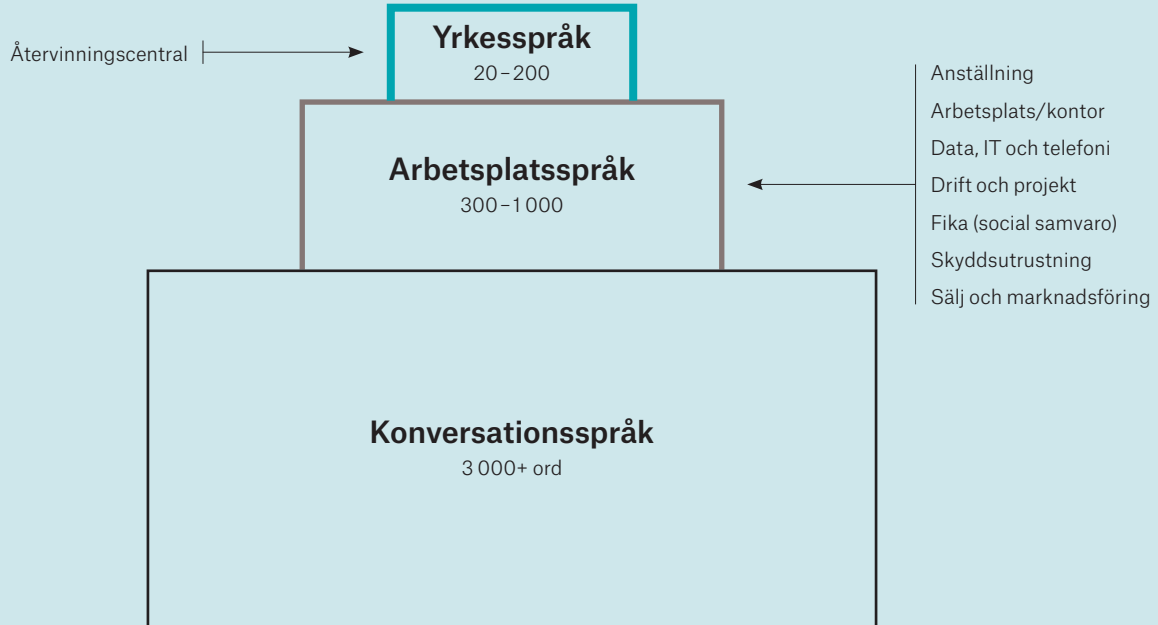 Återvinningscentral
Yrkesspråk
20–200
Arbetsplatsspråk
300–1 000
Anställning
Arbetsplats/kontor
Data, IT och telefoni
Drift och projekt
Fika (social samvaro)
Skyddsutrustning
Sälj och marknadsföring
Konversationsspråk
3 000+ ord